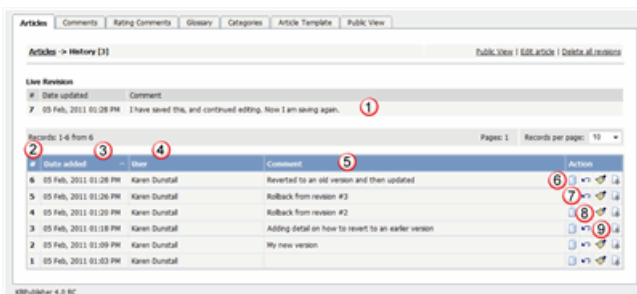 Articles Comments Rating Comments Glossary Categories Article Template Public View
Articles -> History [3] Public View | Edit article | Delete all revisions
Live Revision
# Date updated Comment
7 05 Feb, 2011 01:28 PM I have saved this, and continued editing. Now I am saving again. 1
Records: 1-6 from 6 Pages: 1 Records per page: 10
2 3 4 5
# Date added User Comment Action
6 05 Feb, 2011 01:28 PM Karen Dunstall Reverted to an old version and then updated 6
5 05 Feb, 2011 01:26 PM Karen Dunstall Rollback from revision #3 7
4 05 Feb, 2011 01:20 PM Karen Dunstall Rollback from revision #2 8
3 05 Feb, 2011 01:18 PM Karen Dunstall Adding detail on how to revert to an earlier version 9
2 05 Feb, 2011 01:09 PM Karen Dunstall My new version
1 05 Feb, 2011 01:03 PM Karen Dunstall
KBPublisher 4.0 RC